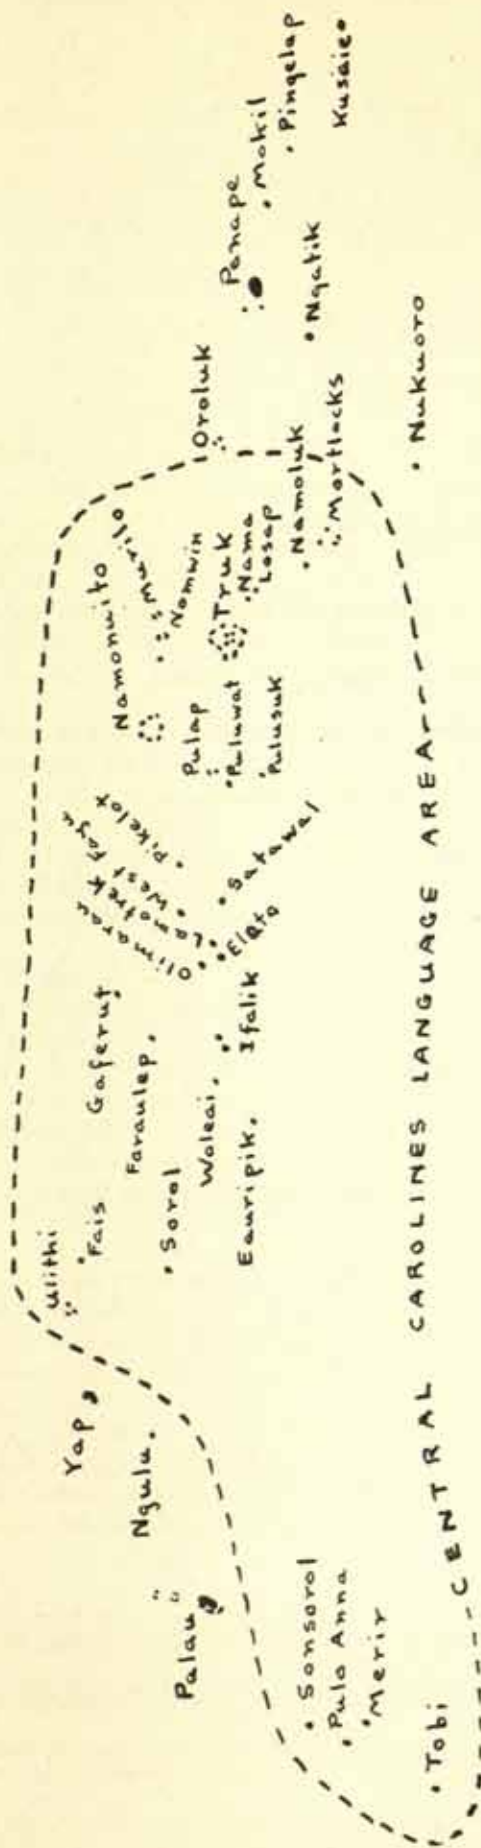 Ulithi
Yap
Fais
Gaferut
Ngulu
Faraulep
Sorol
Palau
Woleai
Eauripik
Ifalik
Olimarau
Lamotrek
West Fayu
Pikelot
Elato
Satawal
Namonuito
Murilo
Nomwin
Pulap
Puluwat
Pulusuk
Truk
Nama
Losap
Namoluk
Mortlocks
Oroluk
Panape
Mokil
Pingelap
Kusaie
Ngatik
Nukuoro
Sonsorol
Pulo Anna
Merir
Tobi
CENTRAL CAROLINES LANGUAGE AREA